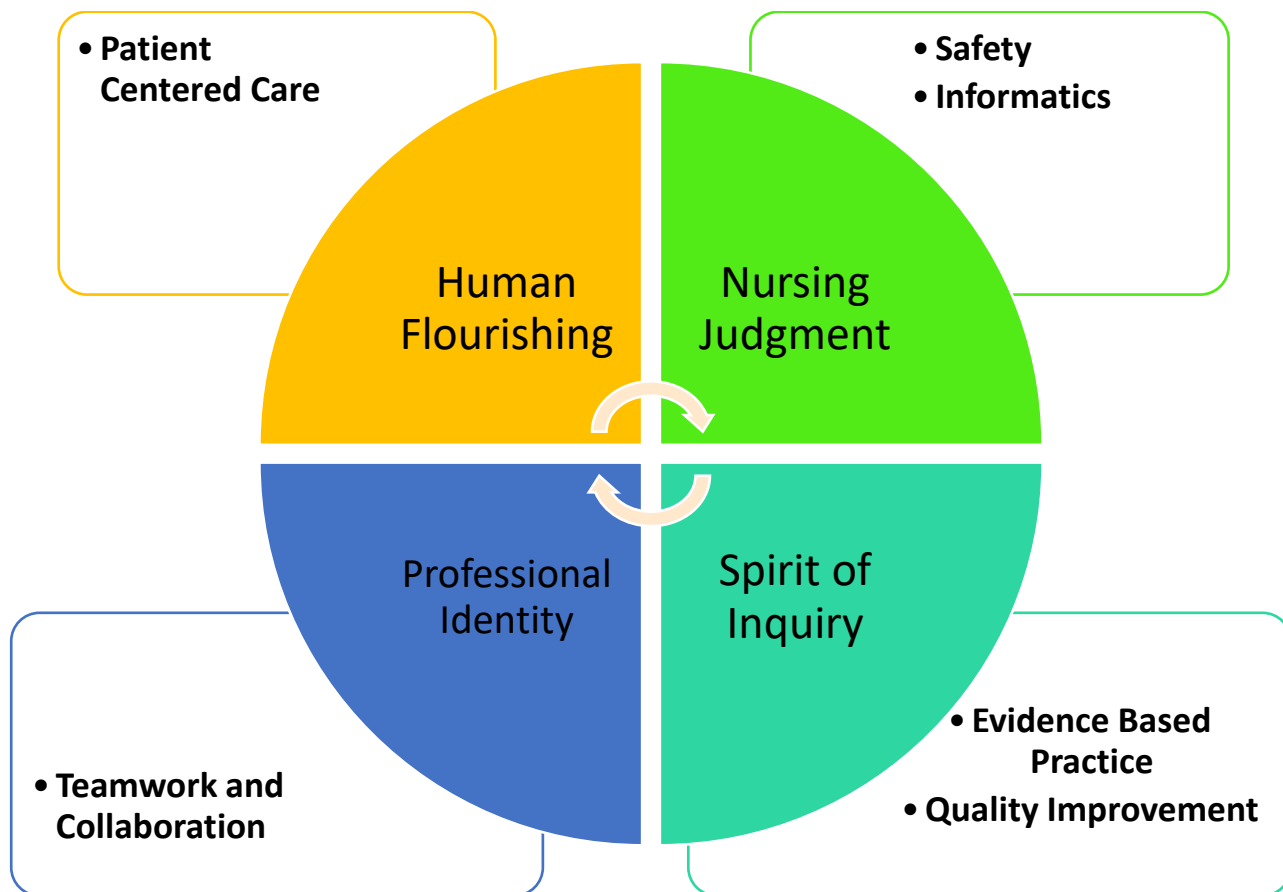 • Patient
Centered Care
• Safety
• Informatics
Human
Flourishing
Nursing
Judgment
Professional
Identity
Spirit of
Inquiry
• Teamwork and
Collaboration
• Evidence Based
Practice
• Quality Improvement